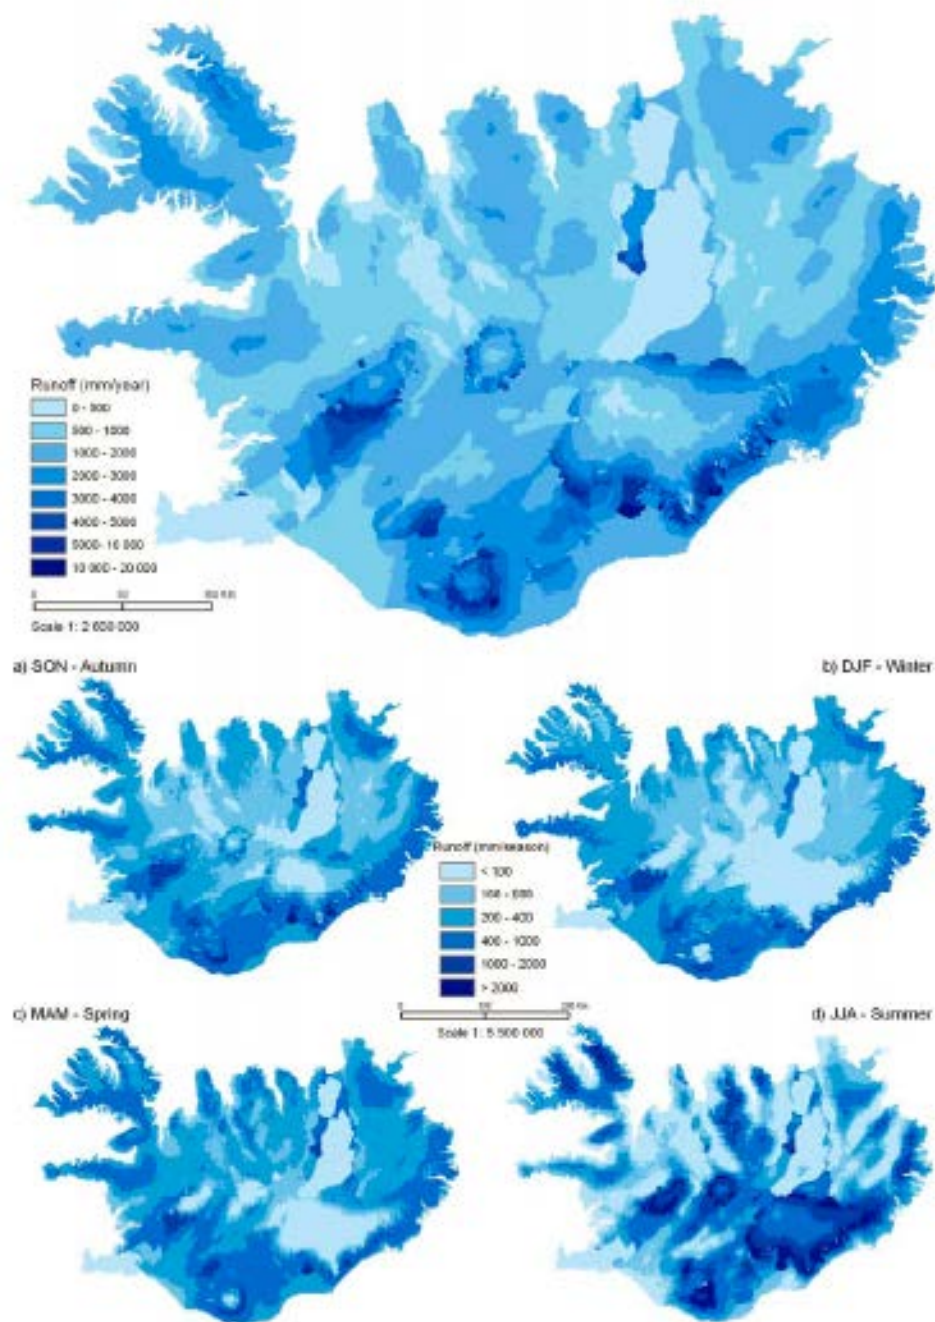 Runoff (mm/year)
0 - 500
500 - 1000
1000 - 2000
2000 - 3000
3000 - 4000
4000 - 5000
5000- 10 000
10 000 - 20 000
0
Scale 1: 2 600 000
a) SON - Autumn
b) DJF - Winter
Runoff (mm/season)
< 100
200 - 400
400 - 1000
1000 - 2000
> 2000
0
c) MAM - Spring
d) JJA - Summer
Scale 1: 5 500 000